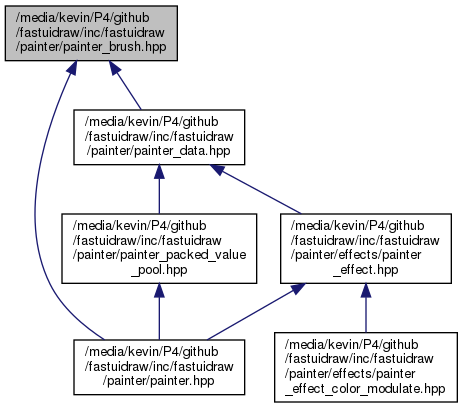 /media/kevin/P4/github
/fastuidraw/inc/fastuidraw
/painter/painter_brush.hpp
/media/kevin/P4/github
/fastuidraw/inc/fastuidraw
/painter/painter_data.hpp
/media/kevin/P4/github
/fastuidraw/inc/fastuidraw
/painter/painter_packed_value
_pool.hpp
/media/kevin/P4/github
/fastuidraw/inc/fastuidraw
/painter/effects/painter
_effect.hpp
/media/kevin/P4/github
/fastuidraw/inc/fastuidraw
/painter/painter.hpp
/media/kevin/P4/github
/fastuidraw/inc/fastuidraw
/painter/effects/painter
_effect_color_modulate.hpp